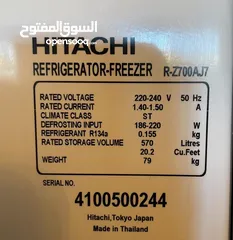 السوق المفتوح
opensooq.com
HITACHI
REFRIGERATOR-FREEZER R-Z700AJ7
RATED VOLTAGE 220-240 V 50 Hz
RATED CURRENT 1.40-1.50 A
CLIMATE CLASS ST
DEFROSTING INPUT 186-220 W
REFRIGERANT R134a 0.155 kg
RATED STORAGE VOLUME 570 Litres
20.2 Cu.Feet
WEIGHT 79 kg
SERIAL NO.
4100500244
Hitachi,Tokyo Japan
Made in Thailand